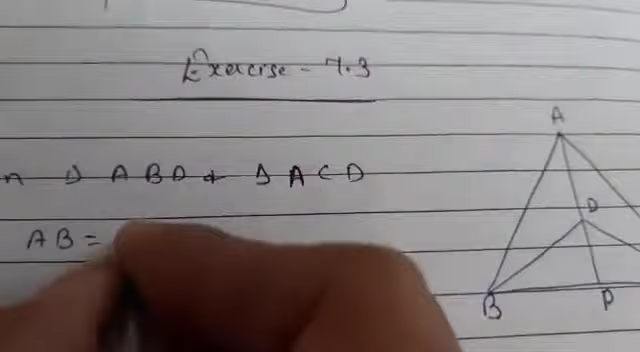 Exercise - 7.3
n Δ ABD + Δ ACD
AB =
A
D
B
P